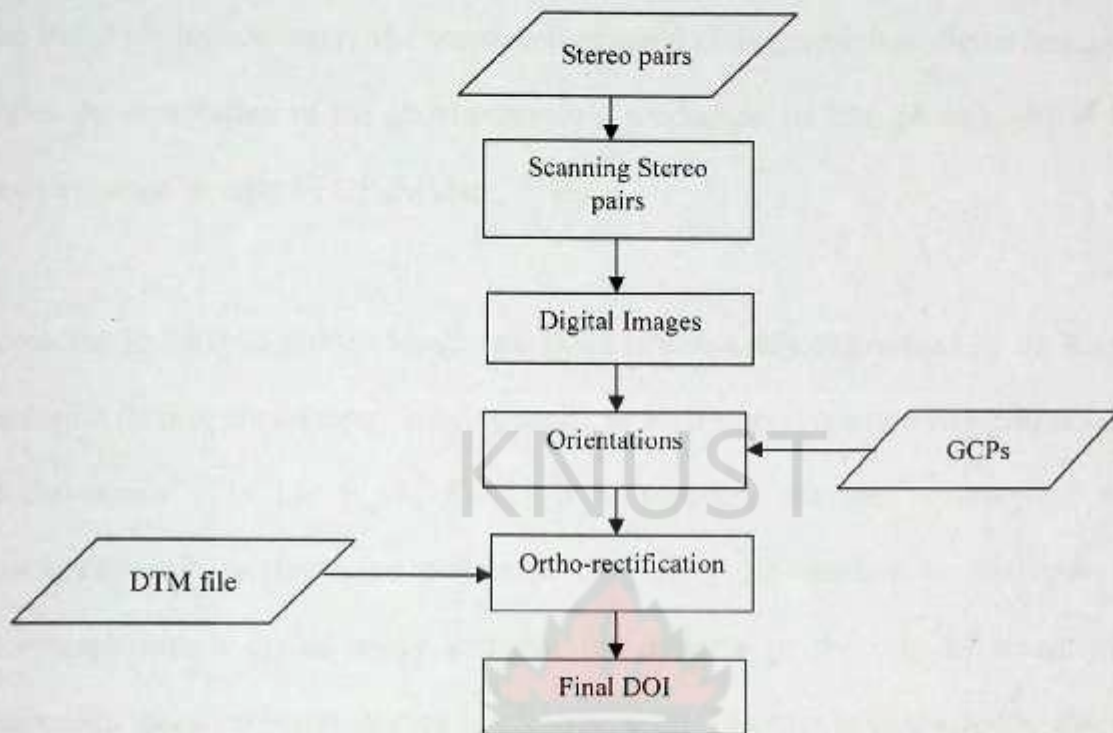 Stereo pairs
Scanning Stereo
pairs
Digital Images
Orientations
GCPs
KNUST
Ortho-rectification
DTM file
Final DOI